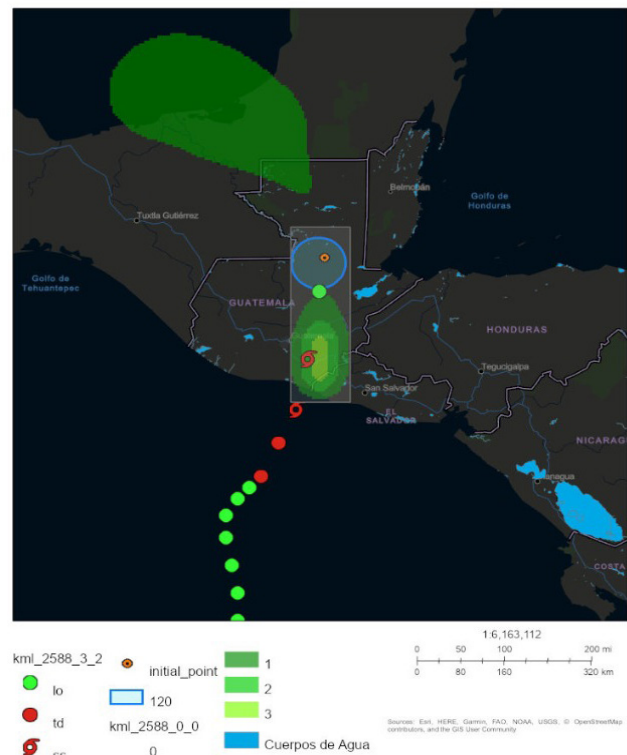 Belmopán
Golfo de
Honduras
Tuxtla Gutiérrez
Golfo de
Tehuantepec
GUATEMALA
HONDURAS
Tegucigalpa
San Salvador
EL
SALVADOR
NICARAG
anagua
COSTA
1:6,163,112
0 50 100 200 mi
0 80 160 320 km
kml_2588_3_2
lo
td
initial_point
120
kml_2588_0_0
0
1
2
3
Cuerpos de Agua
Sources: Esri, HERE, Garmin, FAO, NOAA, USGS, © OpenStreetMap
contributors, and the GIS User Community